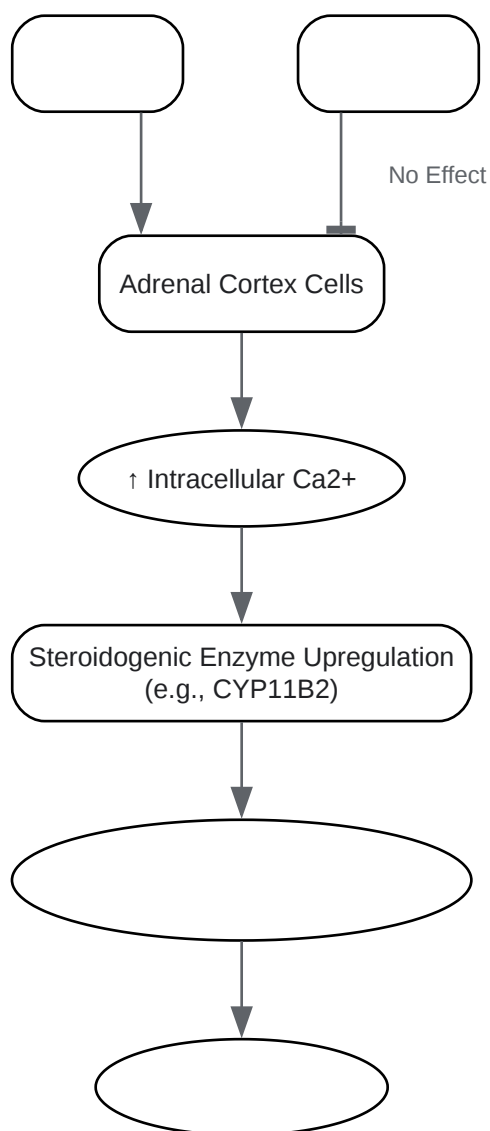 No Effect
Adrenal Cortex Cells
↑ Intracellular Ca2+
Steroidogenic Enzyme Upregulation
(e.g., CYP11B2)